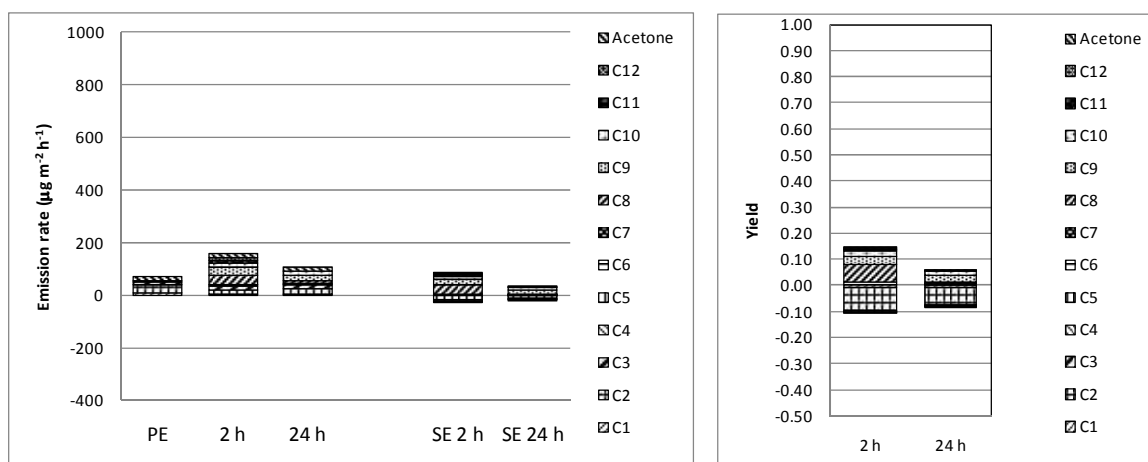 1000
800
600
400
200
0
-200
-400
Emission rate (µg m⁻² h⁻¹)
PE 2 h 24 h SE 2 h SE 24 h
Acetone
C12
C11
C10
C9
C8
C7
C6
C5
C4
C3
C2
C1
1.00
0.90
0.80
0.70
0.60
0.50
0.40
0.30
0.20
0.10
0.00
-0.10
-0.20
-0.30
-0.40
-0.50
Yield
2 h 24 h
Acetone
C12
C11
C10
C9
C8
C7
C6
C5
C4
C3
C2
C1